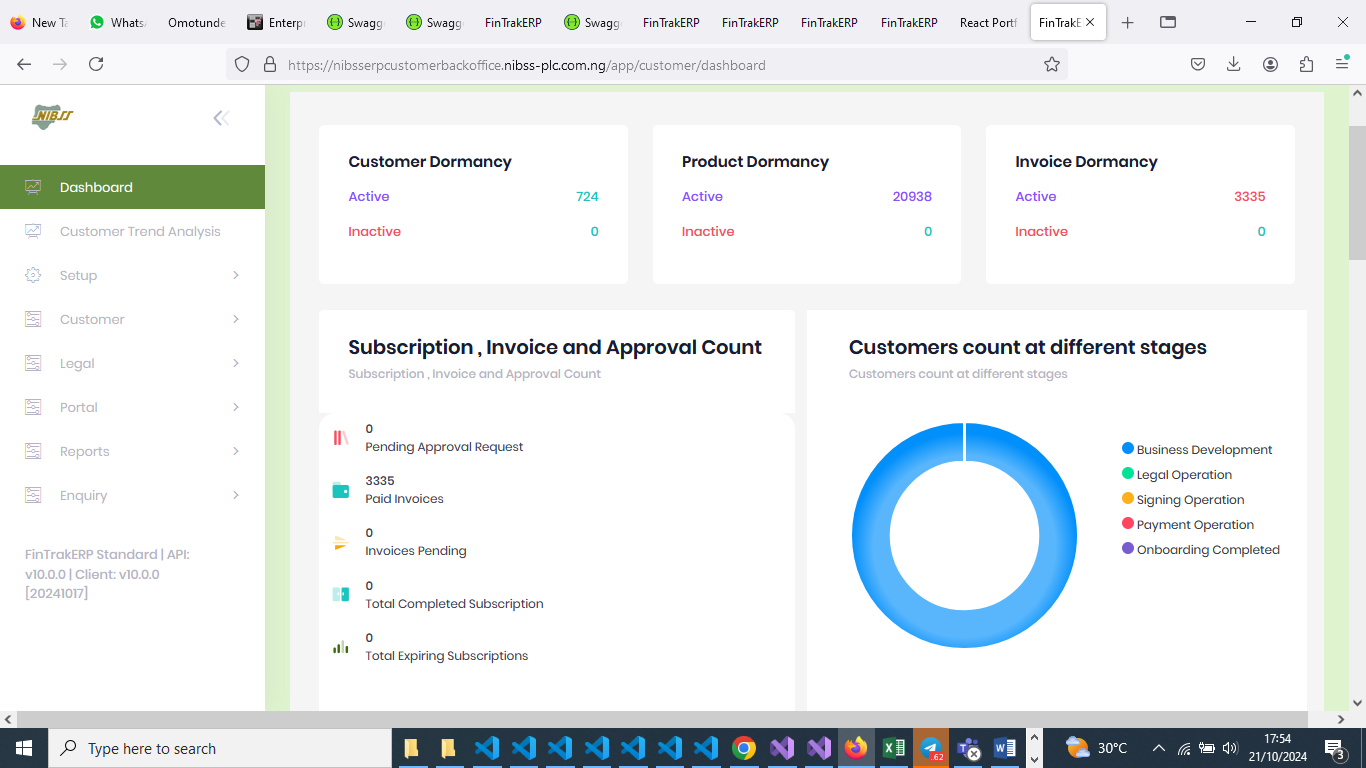 New Ta
Whats
Omotunde
Enterpr
Swagg
Swagg
FinTrakERP
Swagg
FinTrakERP
FinTrakERP
FinTrakERP
FinTrakERP
React Portf
FinTrakE
https://nibsserpcustomerbackoffice.nibss-plc.com.ng/app/customer/dashboard
NIBSS
Dashboard
Customer Trend Analysis
Setup
Customer
Legal
Portal
Reports
Enquiry
FinTrakERP Standard | API:
v10.0.0 | Client: v10.0.0
[20241017]
Customer Dormancy
Active 724
Inactive 0
Product Dormancy
Active 20938
Inactive 0
Invoice Dormancy
Active 3335
Inactive 0
Subscription , Invoice and Approval Count
Subscription , Invoice and Approval Count
0
Pending Approval Request
3335
Paid Invoices
0
Invoices Pending
0
Total Completed Subscription
0
Total Expiring Subscriptions
Customers count at different stages
Customers count at different stages
Business Development
Legal Operation
Signing Operation
Payment Operation
Onboarding Completed
Type here to search
.62
30°C
17:54
21/10/2024
3